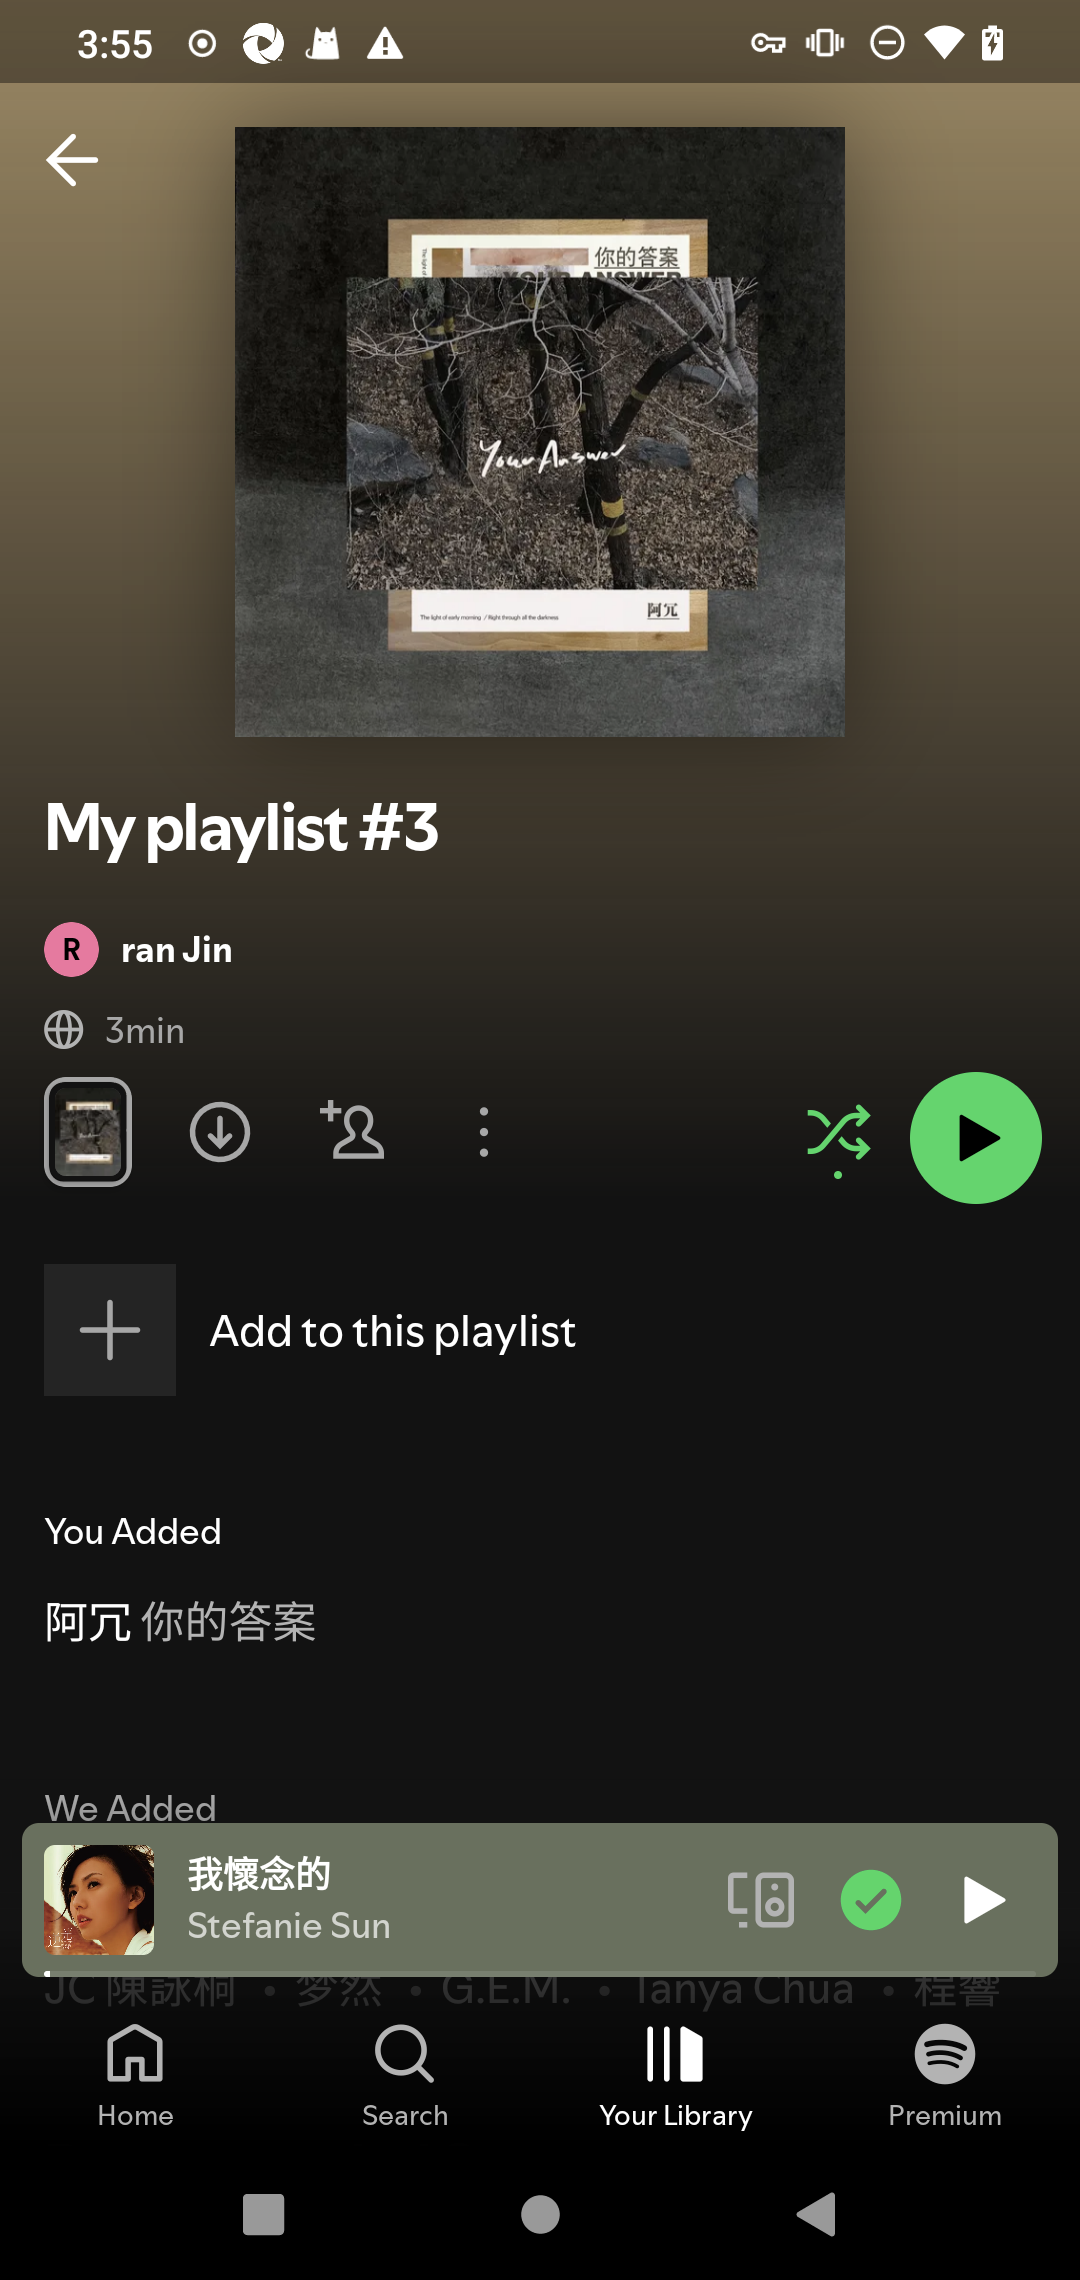 3:55
你的答案
YOUR ANSWER
Your Answer
The light of early morning / Right through all the darkness
阿冗
My playlist #3
R
ran Jin
3min
Add to this playlist
You Added
阿冗 你的答案
We Added
我懷念的
Stefanie Sun
JC 陳詠桐 • 梦然 • G.E.M. • Tanya Chua • 程響
Home
Search
Your Library
Premium